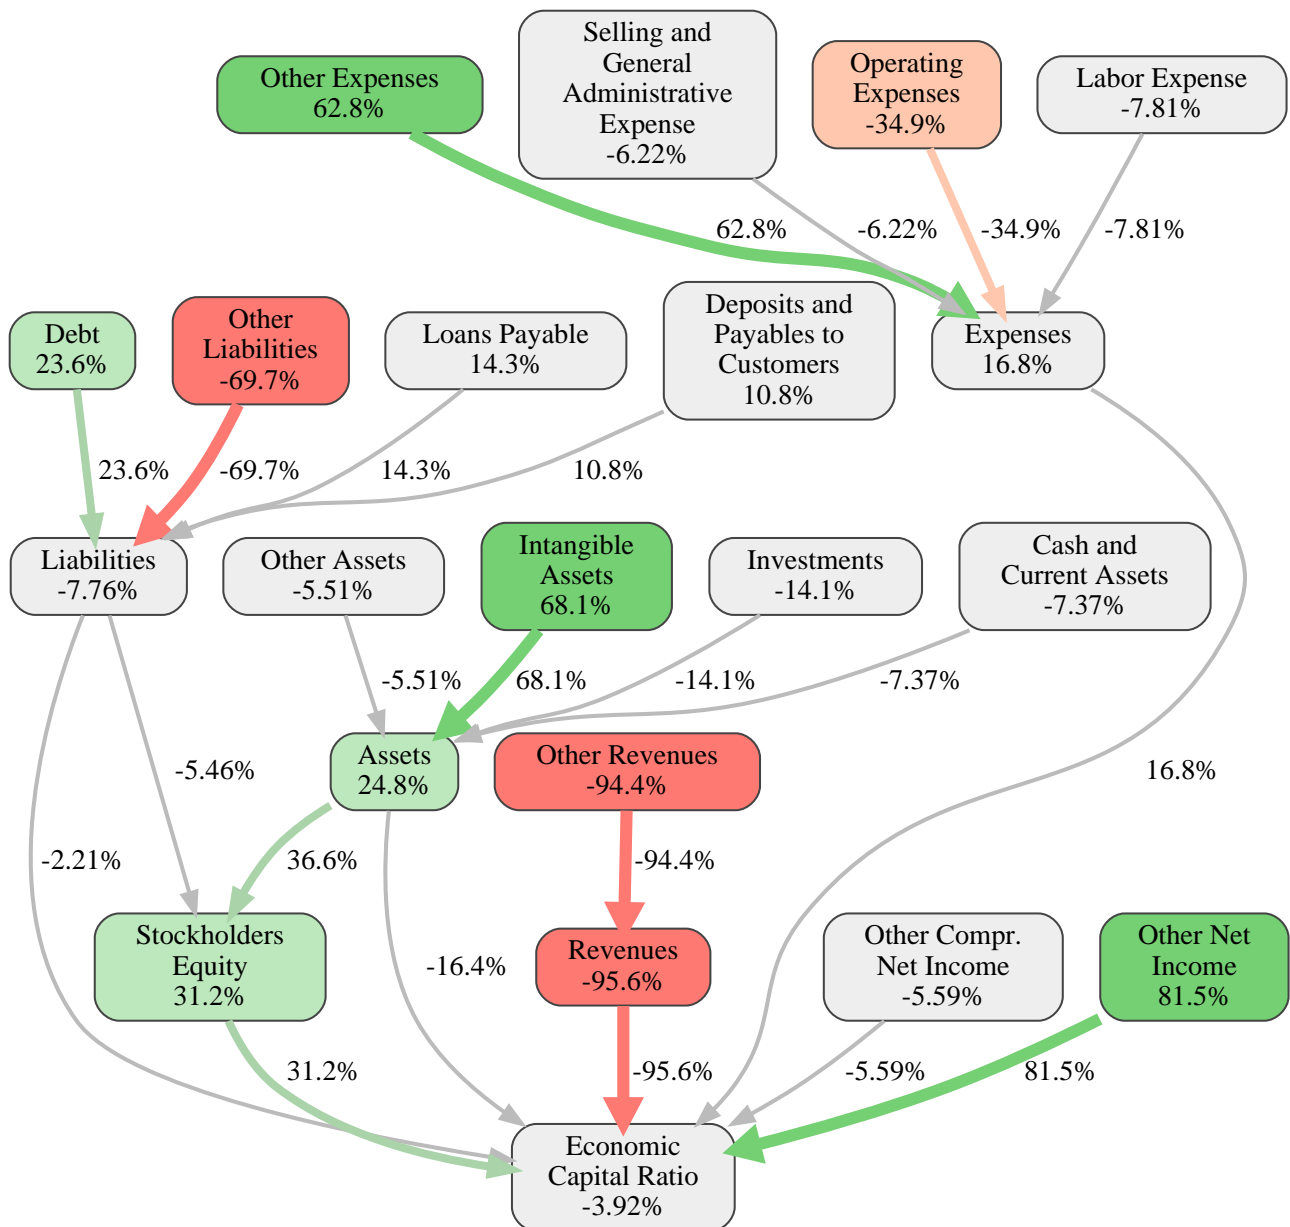 Other Expenses
62.8%
Selling and
General
Administrative
Expense
-6.22%
Operating
Expenses
-34.9%
Labor Expense
-7.81%
62.8%
-6.22%
-34.9%
-7.81%
Debt
23.6%
Other
Liabilities
-69.7%
Loans Payable
14.3%
Deposits and
Payables to
Customers
10.8%
Expenses
16.8%
23.6%
-69.7%
14.3%
10.8%
Liabilities
-7.76%
Other Assets
-5.51%
Intangible
Assets
68.1%
Investments
-14.1%
Cash and
Current Assets
-7.37%
-5.51%
68.1%
-14.1%
-7.37%
Assets
24.8%
Other Revenues
-94.4%
-5.46%
16.8%
-2.21%
36.6%
-94.4%
Stockholders
Equity
31.2%
-16.4%
Revenues
-95.6%
Other Compr.
Net Income
-5.59%
Other Net
Income
81.5%
31.2%
-95.6%
-5.59%
81.5%
Economic
Capital Ratio
-3.92%